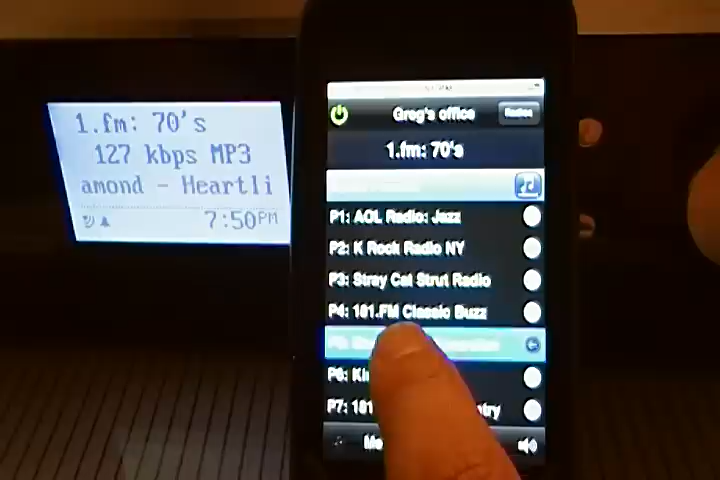 1.fm: 70's
127 kbps MP3
amond - Heartli
7:50PM
Greg's office
Radios
1.fm: 70's
P1: AOL Radio: Jazz
P2: K Rock Radio NY
P3: Stray Cat Strut Radio
P4: 181.FM Classic Buzz
P5:
P6:
P7: 181